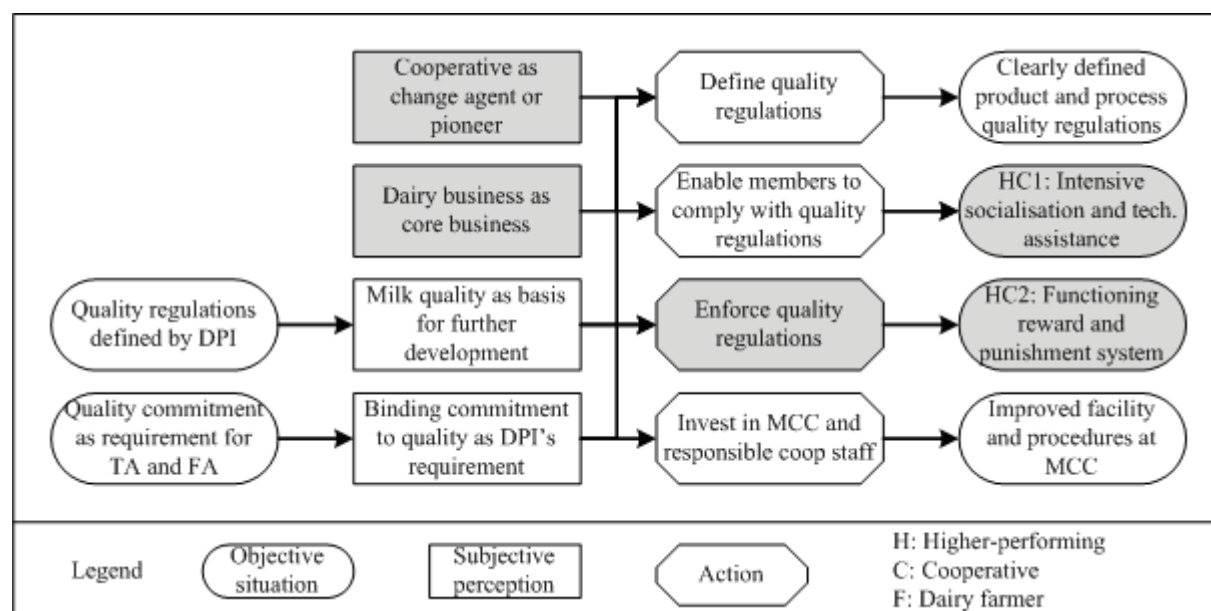 Cooperative as
change agent or
pioneer
Define quality
regulations
Clearly defined
product and process
quality regulations
Dairy business as
core business
Enable members to
comply with quality
regulations
HC1: Intensive
socialisation and tech.
assistance
Quality regulations
defined by DPI
Milk quality as basis
for further
development
Enforce quality
regulations
HC2: Functioning
reward and
punishment system
Quality commitment
as requirement for
TA and FA
Binding commitment
to quality as DPI's
requirement
Invest in MCC and
responsible coop staff
Improved facility
and procedures at
MCC
Legend
Objective
situation
Subjective
perception
Action
H: Higher-performing
C: Cooperative
F: Dairy farmer